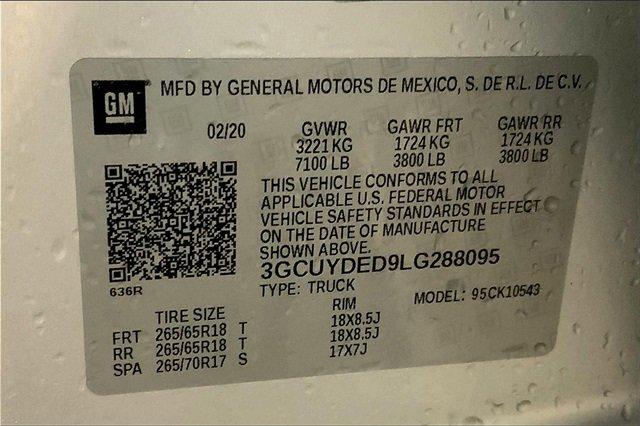 GM MFD BY GENERAL MOTORS DE MEXICO, S. DE R.L. DE C.V.
02/20 GVWR GAWR FRT GAWR RR
3221 KG 1724 KG 1724 KG
7100 LB 3800 LB 3800 LB
THIS VEHICLE CONFORMS TO ALL
APPLICABLE U.S. FEDERAL MOTOR
VEHICLE SAFETY STANDARDS IN EFFECT
ON THE DATE OF MANUFACTURE
SHOWN ABOVE.
3GCUYDED9LG288095
636R TYPE: TRUCK MODEL: 95CK10543
TIRE SIZE RIM
FRT 265/65R18 T 18X8.5J
RR 265/65R18 T 18X8.5J
SPA 265/70R17 S 17X7J